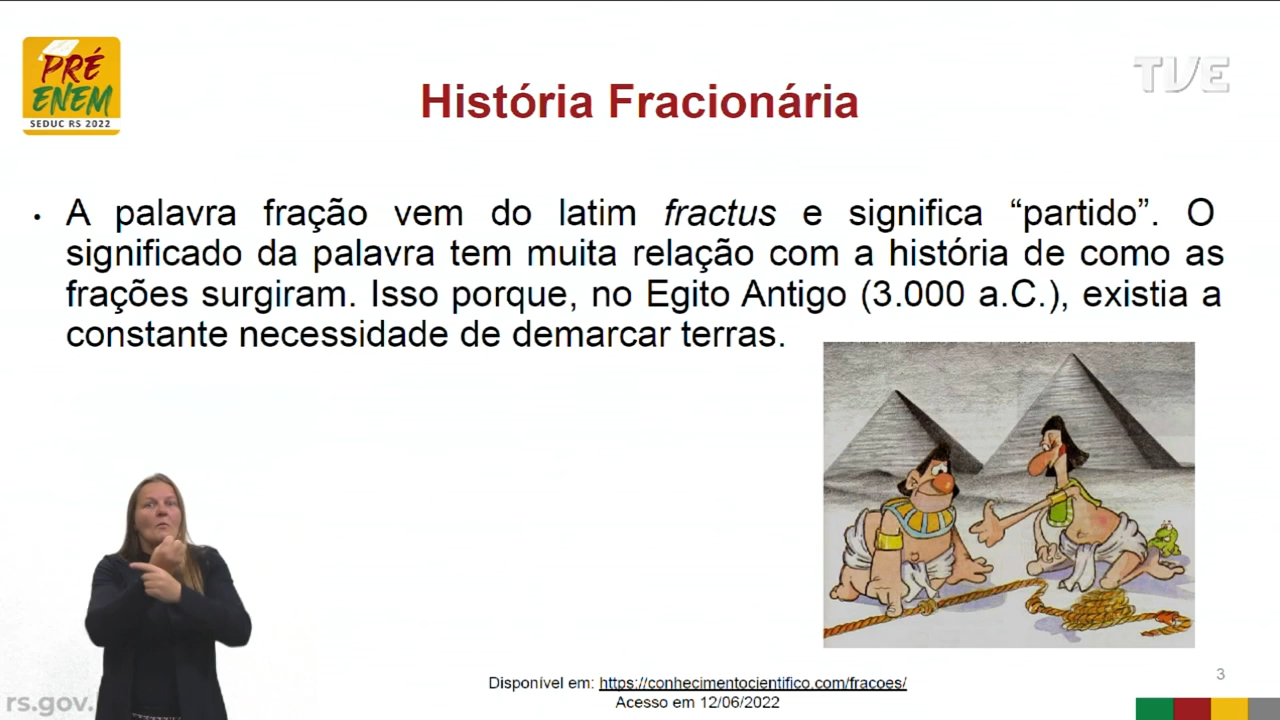 PRÉ
ENEM
SEDUC RS 2022
TVE
História Fracionária
• A palavra fração vem do latim fractus e significa “partido”. O
significado da palavra tem muita relação com a história de como as
frações surgiram. Isso porque, no Egito Antigo (3.000 a.C.), existia a
constante necessidade de demarcar terras.
Disponível em: https://conhecimentocientifico.com/fracoes/
Acesso em 12/06/2022
3
rs.gov.